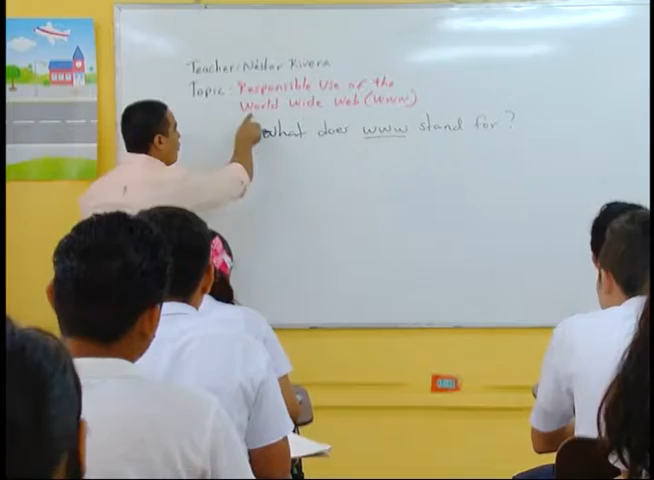 Teacher: Néstor Rivera
Topic: Responsible Use of the
World Wide Web (WWW)
what does www stand for?